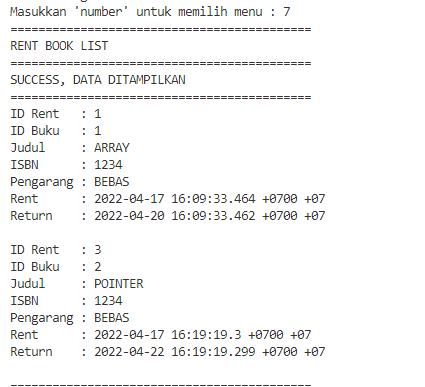 Masukkan 'number' untuk memilih menu : 7
===========================================
RENT BOOK LIST
===========================================
SUCCESS, DATA DITAMPILKAN
===========================================
ID Rent   : 1
ID Buku   : 1
Judul     : ARRAY
ISBN      : 1234
Pengarang : BEBAS
Rent      : 2022-04-17 16:09:33.464 +0700 +07
Return    : 2022-04-20 16:09:33.462 +0700 +07

ID Rent   : 3
ID Buku   : 2
Judul     : POINTER
ISBN      : 1234
Pengarang : BEBAS
Rent      : 2022-04-17 16:19:19.3 +0700 +07
Return    : 2022-04-22 16:19:19.299 +0700 +07

===========================================